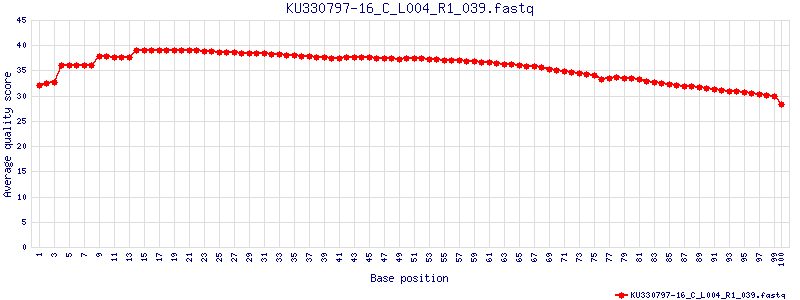 KU330797-16_C_L004_R1_039.fastq
Average quality score
45
40
35
30
25
20
15
10
5
0
1 3 5 7 9 11 13 15 17 19 21 23 25 27 29 31 33 35 37 39 41 43 45 47 49 51 53 55 57 59 61 63 65 67 69 71 73 75 77 79 81 83 85 87 89 91 93 95 97 99 100
Base position
KU330797-16_C_L004_R1_039.fastq